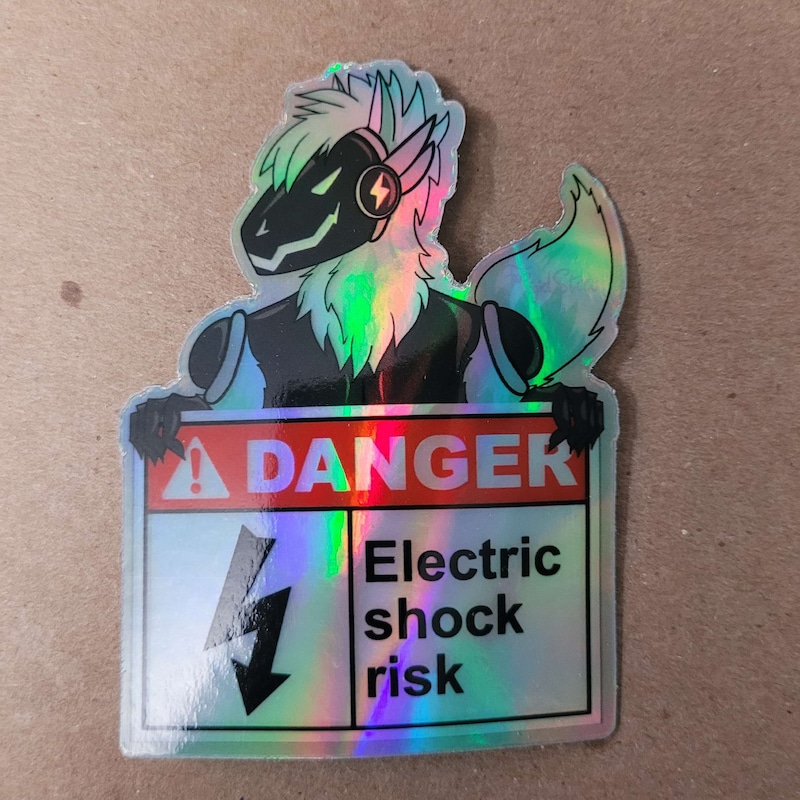 DANGER
Electric
shock
risk